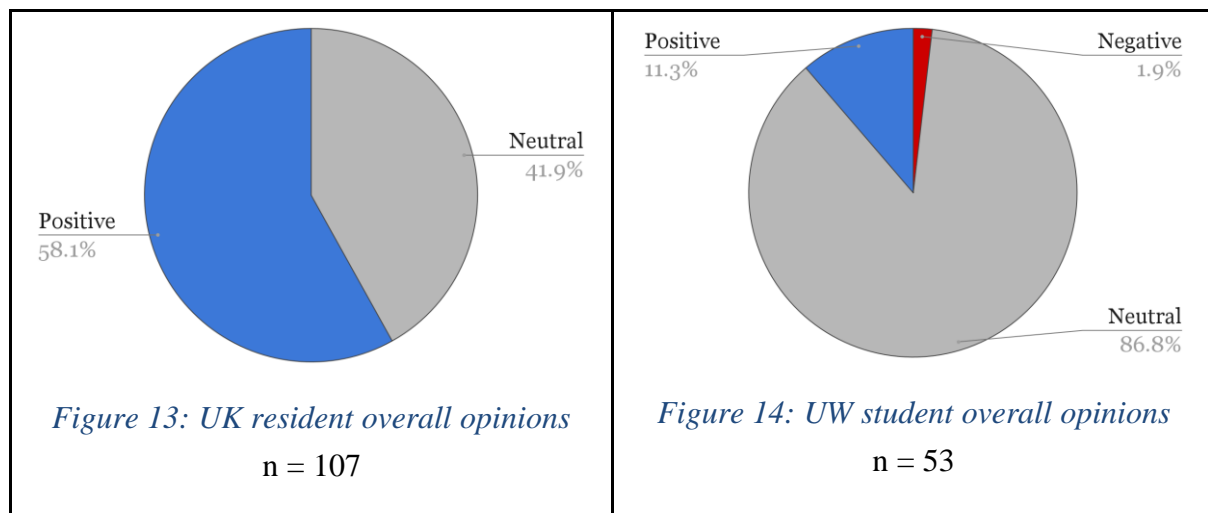 Neutral
41.9%
Positive
58.1%
Figure 13: UK resident overall opinions
n = 107
Positive
11.3%
Negative
1.9%
Neutral
86.8%
Figure 14: UW student overall opinions
n = 53